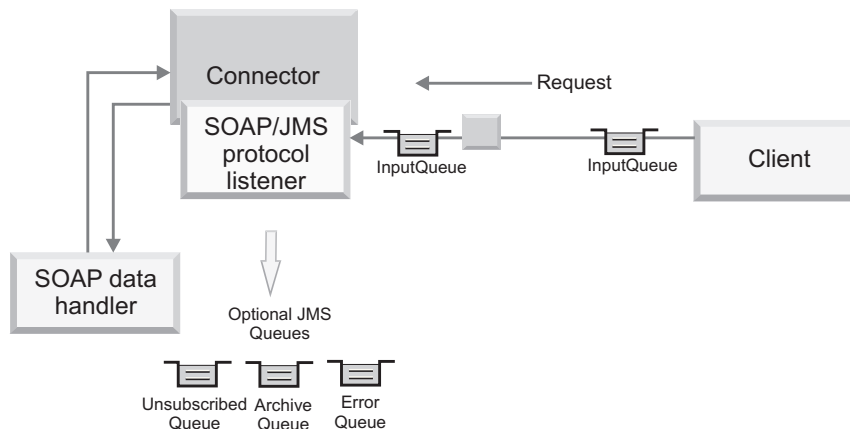 Connector
Request
SOAP/JMS
protocol
listener
InputQueue
InputQueue
Client
SOAP data
handler
Optional JMS
Queues
Unsubscribed
Queue
Archive
Queue
Error
Queue